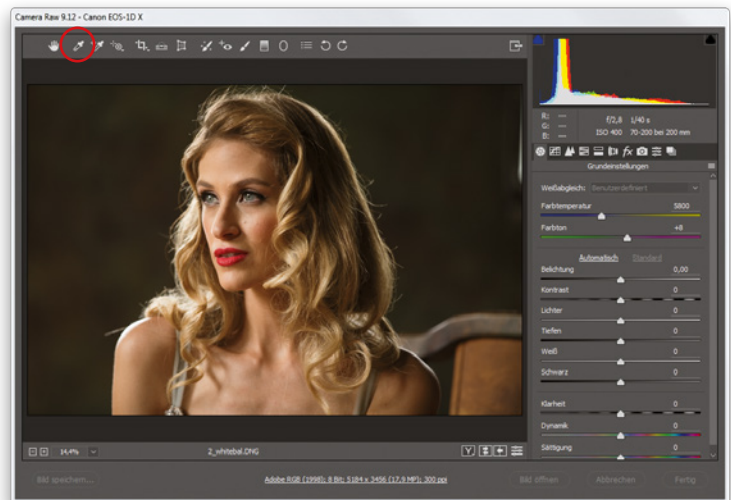 Camera Raw 9.12 - Canon EOS-1D X
R: ---
G: ---
B: ---
f/2,8 1/40 s
ISO 400 70-200 bei 200 mm
fx
Grundeinstellungen
Weißabgleich: Benutzerdefiniert
Farbtemperatur 5800
Farbton +8
Automatisch Standard
Belichtung 0,00
Kontrast 0
Lichter 0
Tiefen 0
Weiß 0
Schwarz 0
Klarheit 0
Dynamik 0
Sättigung 0
14,4% 2_whitebal.DNG Y
Bild speichern... Adobe RGB (1998); 8 Bit; 5184 x 3456 (17,9 MP); 300 ppi Bild öffnen Abbrechen Fertig